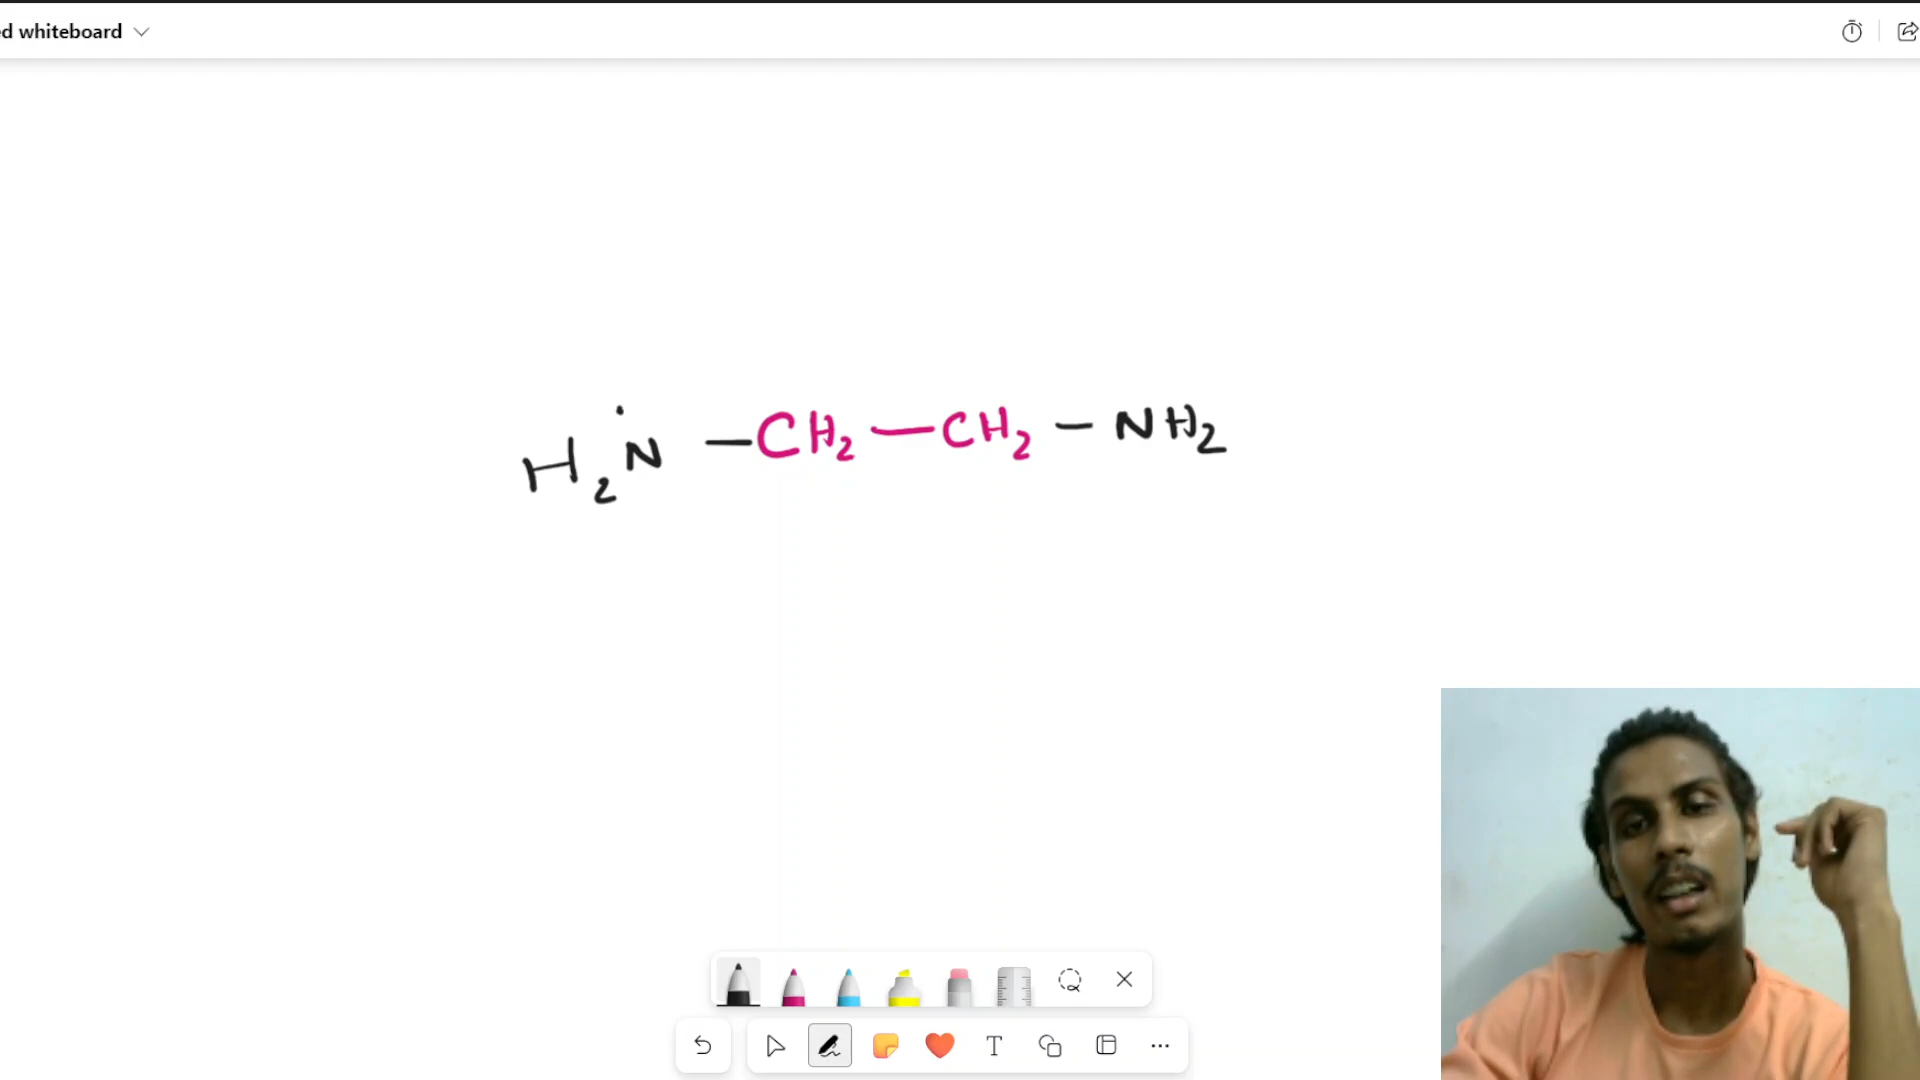 d whiteboard
H₂N – CH₂ – CH₂ – NH₂
T